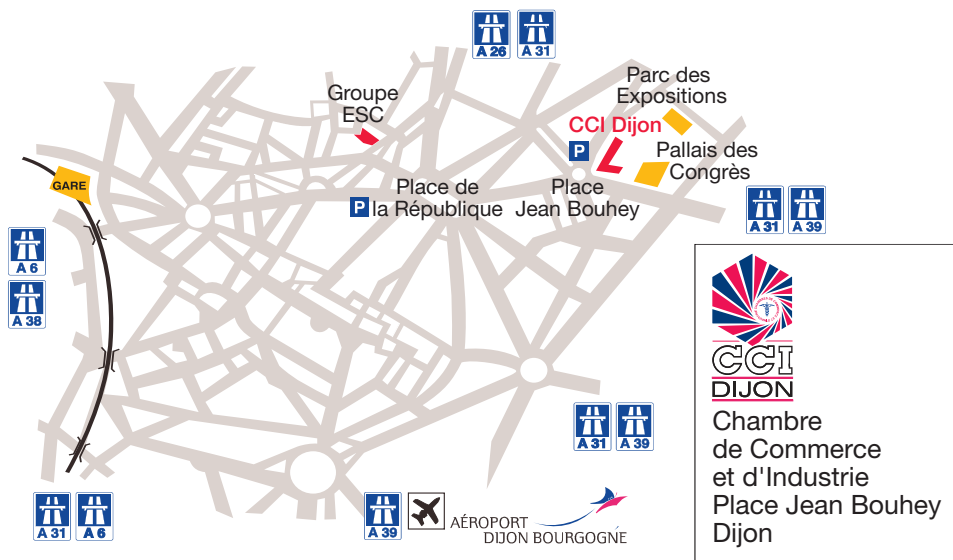 A 26
A 31
Parc des
Expositions
Groupe
ESC
CCI Dijon
P
Pallais des
Congrès
GARE
Place de
P la République
Place
Jean Bouhey
A 31
A 39
A 6
A 38
CCI
DIJON
Chambre
de Commerce
et d'Industrie
Place Jean Bouhey
Dijon
A 31
A 39
A 31
A 6
A 39
AÉROPORT
DIJON BOURGOGNE